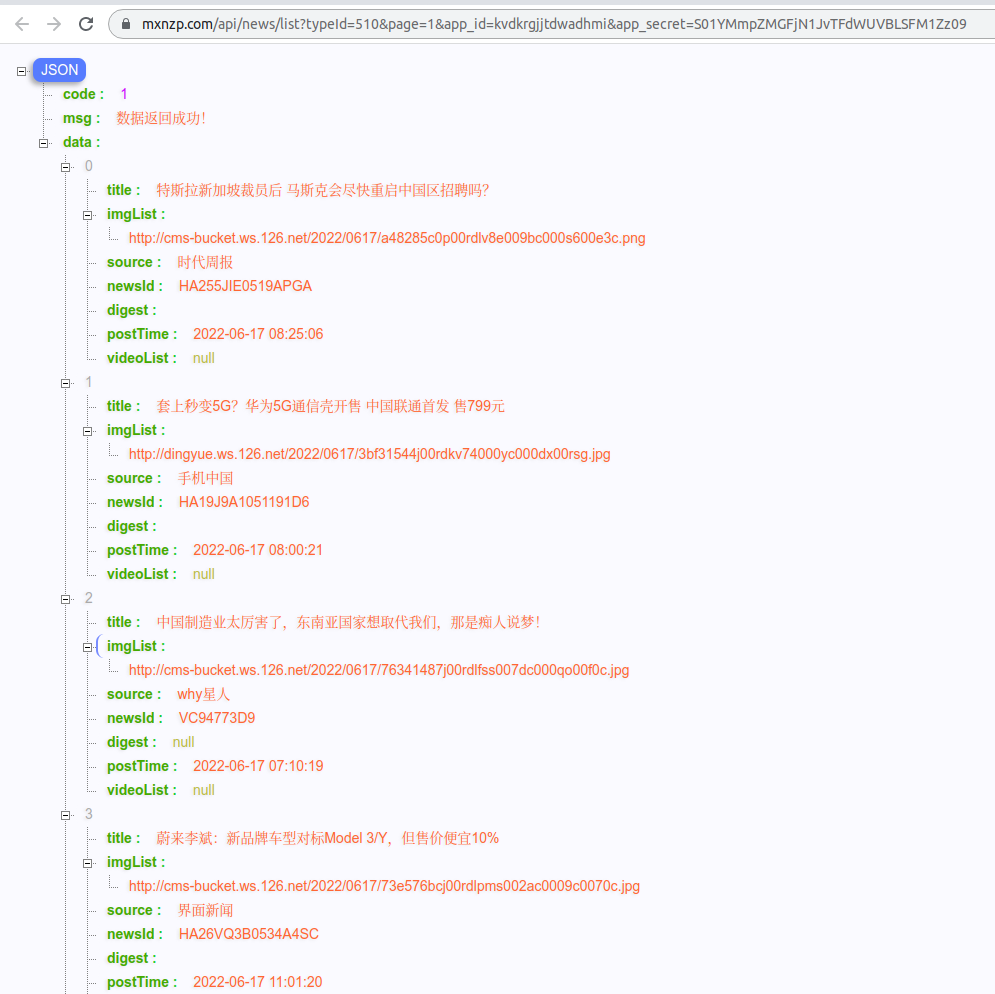 mxnzp.com/api/news/list?typeId=510&page=1&app_id=kvdkrgjjtdwadhmi&app_secret=S01YMmpZMGFjN1JvTFdWUVBLSFM1Zz09
JSON
code : 1
msg : 数据返回成功！
data :
0
title : 特斯拉新加坡裁员后 马斯克会尽快重启中国区招聘吗？
imgList :
http://cms-bucket.ws.126.net/2022/0617/a48285c0p00rdlv8e009bc000s600e3c.png
source : 时代周报
newsId : HA255JIE0519APGA
digest :
postTime : 2022-06-17 08:25:06
videoList : null
1
title : 套上秒变5G？华为5G通信壳开售 中国联通首发 售799元
imgList :
http://dingyue.ws.126.net/2022/0617/3bf31544j00rdkv74000yc000dx00rsg.jpg
source : 手机中国
newsId : HA19J9A1051191D6
digest :
postTime : 2022-06-17 08:00:21
videoList : null
2
title : 中国制造业太厉害了，东南亚国家想取代我们，那是痴人说梦！
imgList :
http://cms-bucket.ws.126.net/2022/0617/76341487j00rdlfss007dc000qo00f0c.jpg
source : why星人
newsId : VC94773D9
digest : null
postTime : 2022-06-17 07:10:19
videoList : null
3
title : 蔚来李斌：新品牌车型对标Model 3/Y，但售价便宜10%
imgList :
http://cms-bucket.ws.126.net/2022/0617/73e576bcj00rdlpms002ac0009c0070c.jpg
source : 界面新闻
newsId : HA26VQ3B0534A4SC
digest :
postTime : 2022-06-17 11:01:20